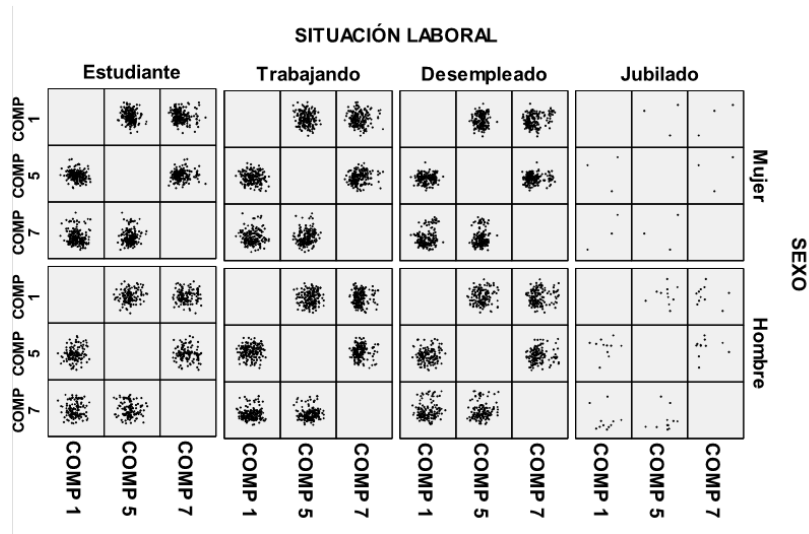 SITUACIÓN LABORAL
Estudiante
Trabajando
Desempleado
Jubilado
COMP
1
COMP
5
COMP
7
Mujer
COMP
1
COMP
5
COMP
7
Hombre
SEXO
COMP 1
COMP 5
COMP 7
COMP 1
COMP 5
COMP 7
COMP 1
COMP 5
COMP 7
COMP 1
COMP 5
COMP 7